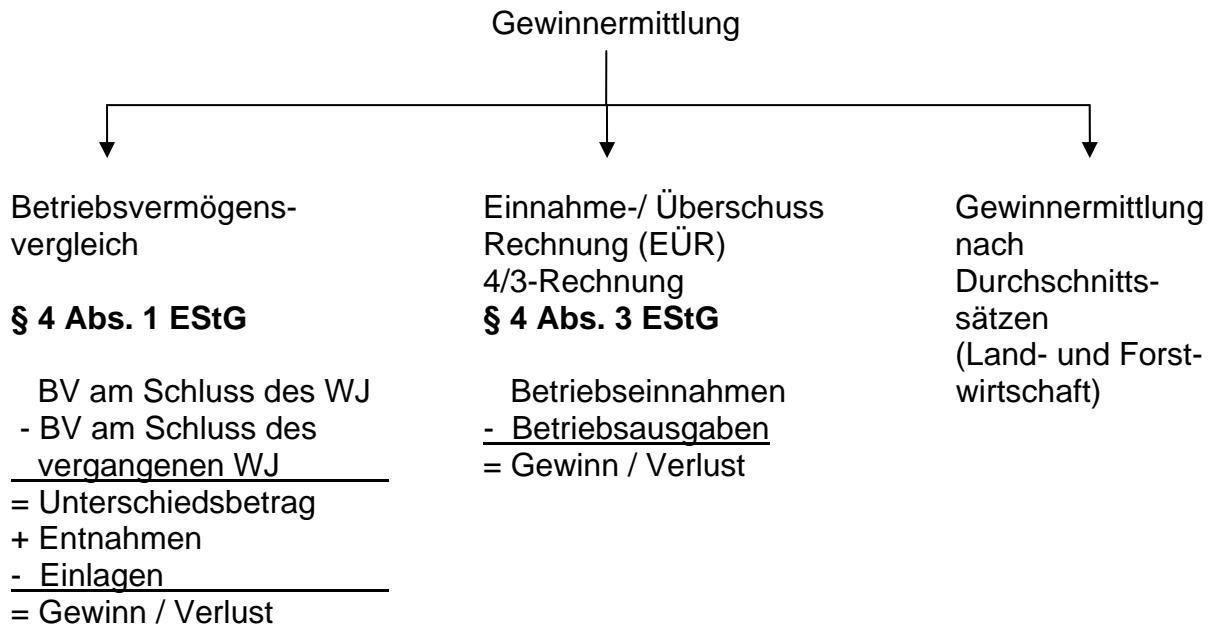 Gewinnermittlung
Betriebsvermögens-
vergleich
§ 4 Abs. 1 EStG
BV am Schluss des WJ
- BV am Schluss des
vergangenen WJ
= Unterschiedsbetrag
+ Entnahmen
- Einlagen
= Gewinn / Verlust
Einnahme-/ Überschuss
Rechnung (EÜR)
4/3-Rechnung
§ 4 Abs. 3 EStG
Betriebseinnahmen
- Betriebsausgaben
= Gewinn / Verlust
Gewinnermittlung
nach
Durchschnitts-
sätzen
(Land- und Forst-
wirtschaft)